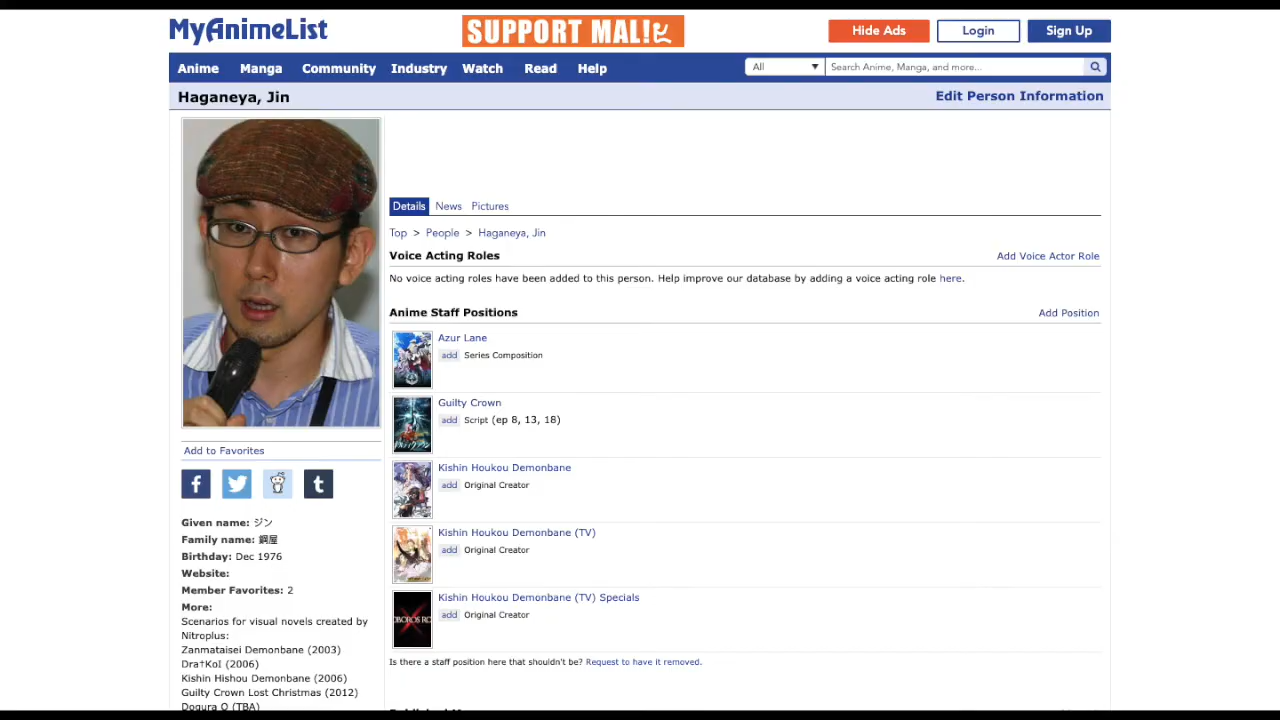 MyAnimeList
SUPPORT MAL!
Hide Ads
Login
Sign Up
Anime Manga Community Industry Watch Read Help
All
Search Anime, Manga, and more...
Haganeya, Jin
Edit Person Information
Details News Pictures
Top > People > Haganeya, Jin
Voice Acting Roles
Add Voice Actor Role
No voice acting roles have been added to this person. Help improve our database by adding a voice acting role here.
Anime Staff Positions
Add Position
Azur Lane
add Series Composition
Guilty Crown
add Script (ep 8, 13, 18)
Kishin Houkou Demonbane
add Original Creator
Kishin Houkou Demonbane (TV)
add Original Creator
Kishin Houkou Demonbane (TV) Specials
add Original Creator
Is there a staff position here that shouldn't be? Request to have it removed.
Add to Favorites
Given name: ジン
Family name: 鋼屋
Birthday: Dec 1976
Website:
Member Favorites: 2
More:
Scenarios for visual novels created by
Nitroplus:
Zanmataisei Demonbane (2003)
Dra†KoI (2006)
Kishin Hishou Demonbane (2006)
Guilty Crown Lost Christmas (2012)
Dogura Q (TBA)